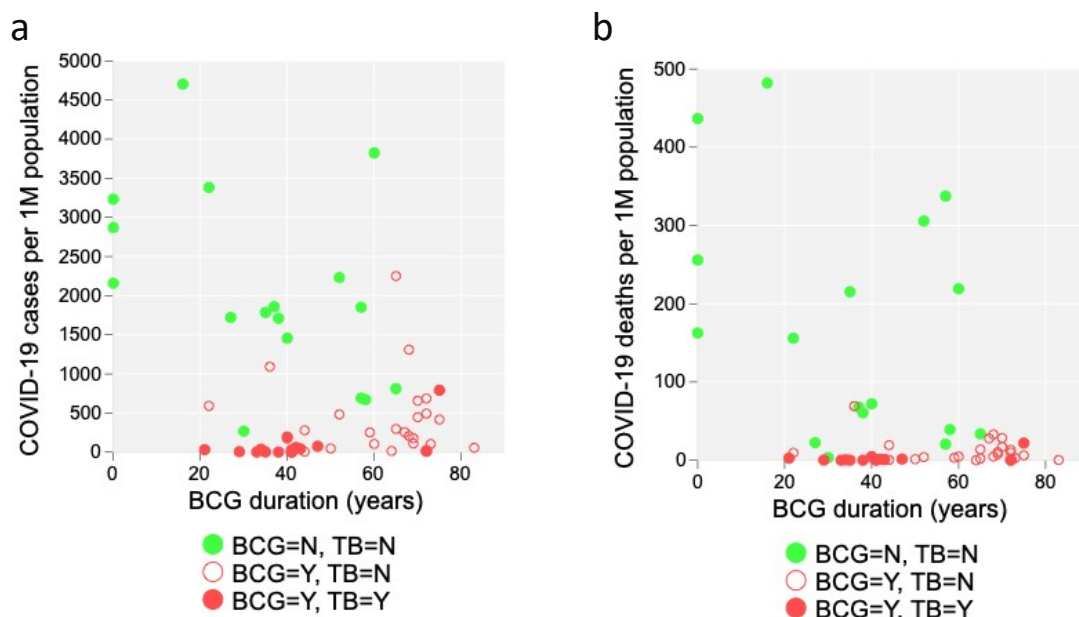 a
COVID-19 cases per 1M population
5000
4500
4000
3500
3000
2500
2000
1500
1000
500
0
0 20 40 60 80
BCG duration (years)
BCG=N, TB=N
BCG=Y, TB=N
BCG=Y, TB=Y
b
COVID-19 deaths per 1M population
500
400
300
200
100
0
0 20 40 60 80
BCG duration (years)
BCG=N, TB=N
BCG=Y, TB=N
BCG=Y, TB=Y